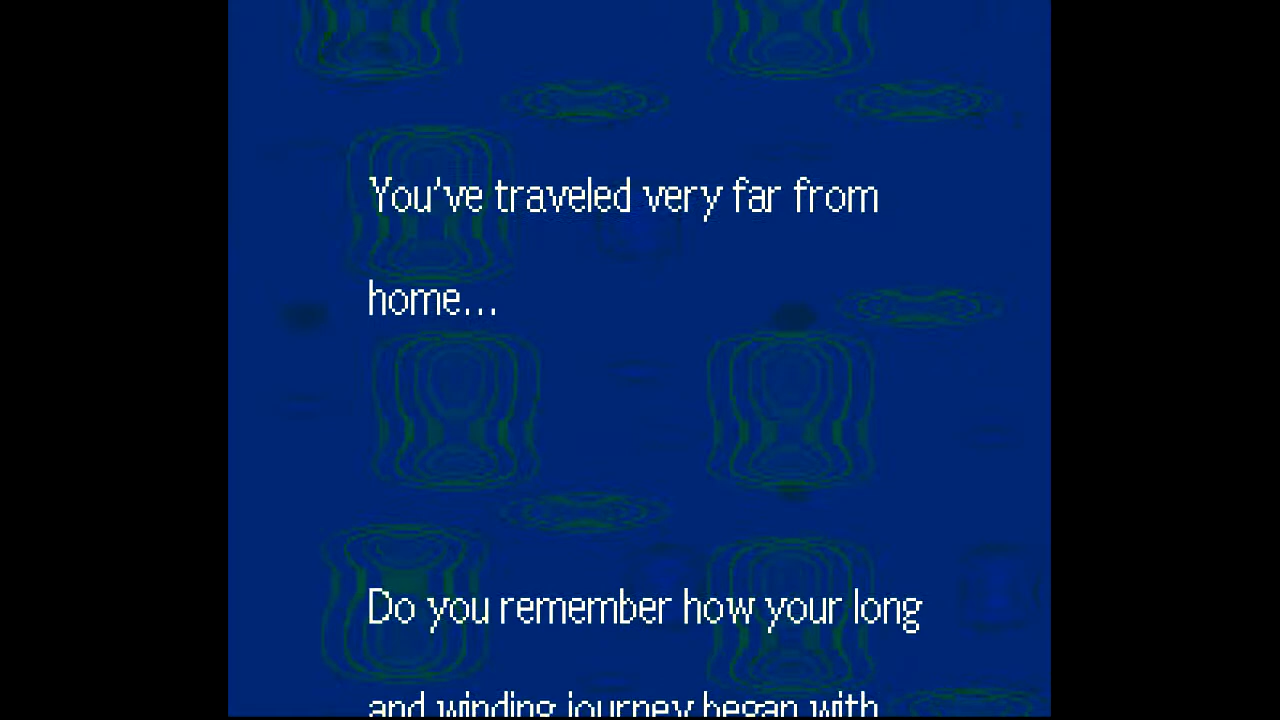 You've traveled very far from
home...
Do you remember how your long
and winding journey began with